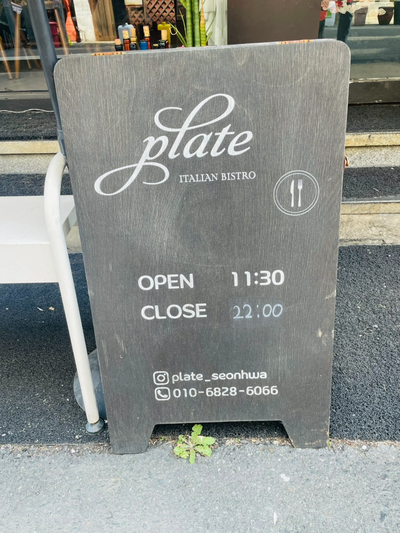 plate
ITALIAN BISTRO
OPEN 11:30
CLOSE 22:00
plate_seonhwa
010-6828-6066